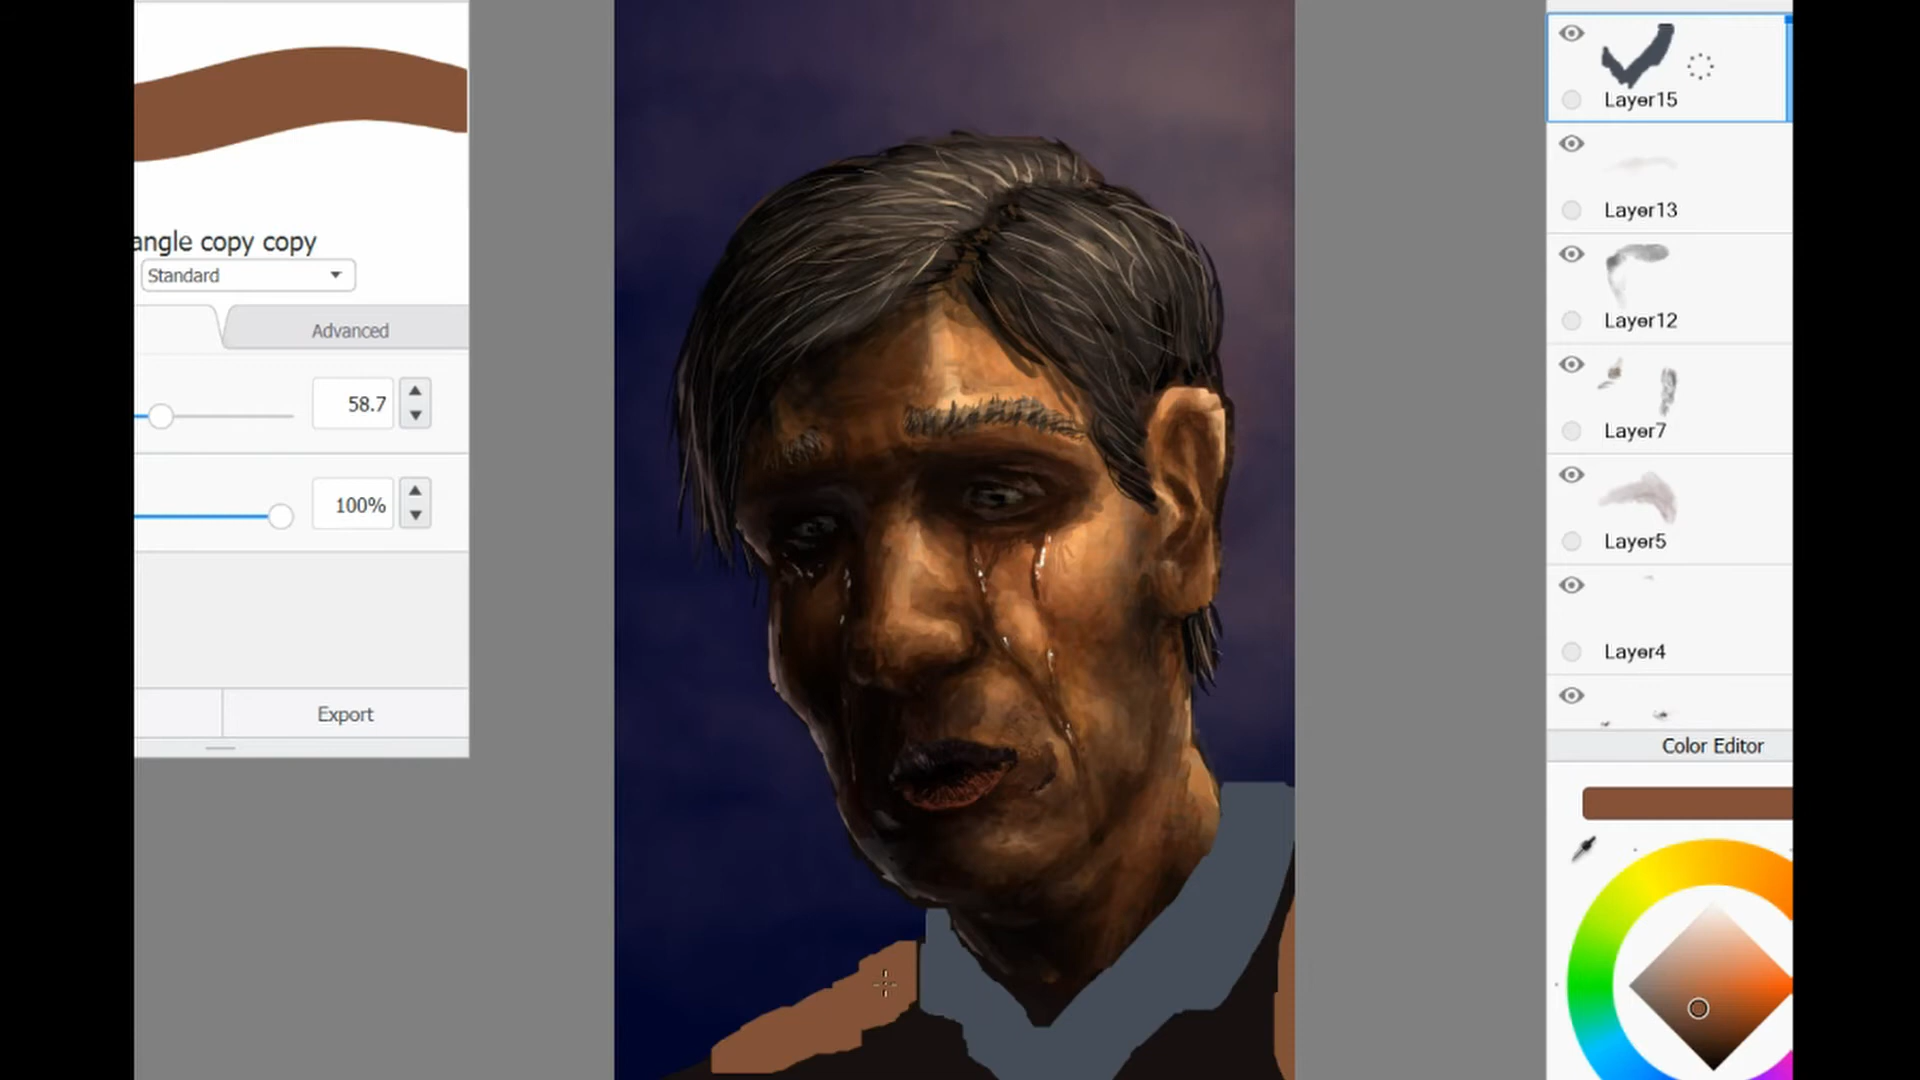 angle copy copy
Standard
Advanced
58.7
100%
Export
Layer15
Layer13
Layer12
Layer7
Layer5
Layer4
Color Editor